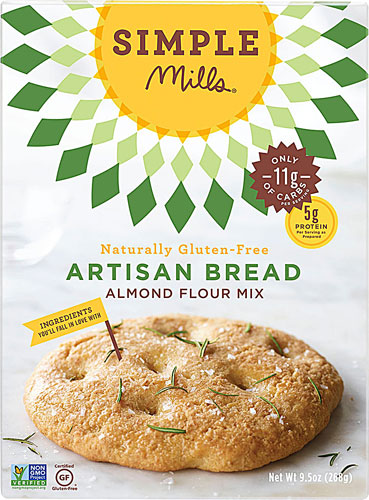 SIMPLE
Mills®
ONLY
11g
OF CARBS
PER SERVING
5g
PROTEIN
Per Serving as
Prepared
Naturally Gluten-Free
ARTISAN BREAD
ALMOND FLOUR MIX
INGREDIENTS
YOU'LL FALL IN LOVE WITH
NON
GMO
Project
VERIFIED
nongmoproject.org
Certified
GF
Gluten-Free
Net Wt 9.5oz (268g)